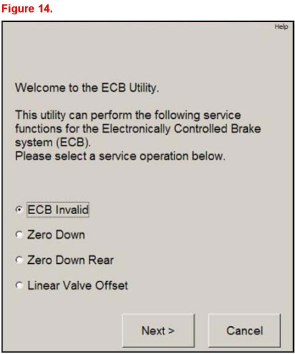 Figure 14.
Help
Welcome to the ECB Utility.
This utility can perform the following service
functions for the Electronically Controlled Brake
system (ECB).
Please select a service operation below.
ECB Invalid
Zero Down
Zero Down Rear
Linear Valve Offset
Next >
Cancel